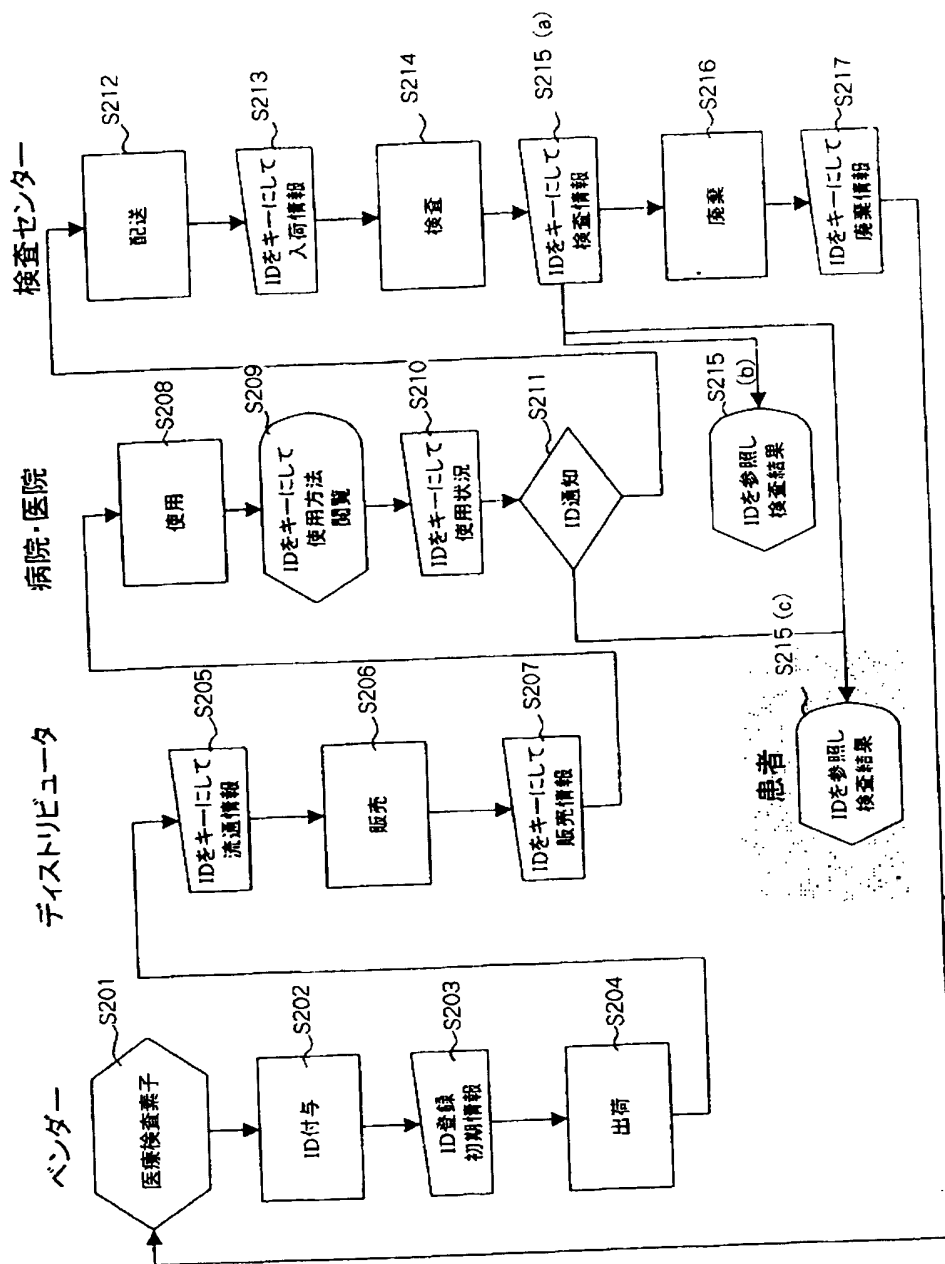 ベンダー
S201
医療検査素子
S202
ID付与
S203
ID登録
初期情報
S204
出荷
ディストリビュータ
S205
IDをキーにして
流通情報
S206
販売
S207
IDをキーにして
販売情報
病院・医院
S208
使用
S209
IDをキーにして
使用方法
閲覧
S210
IDをキーにして
使用状況
S211
ID通知
S215
(b)
IDを参照し
検査結果
患者
S215 (c)
IDを参照し
検査結果
検査センター
S212
配送
S213
IDをキーにして
入荷情報
S214
検査
S215 (a)
IDをキーにして
検査情報
S216
廃棄
S217
IDをキーにして
廃棄情報